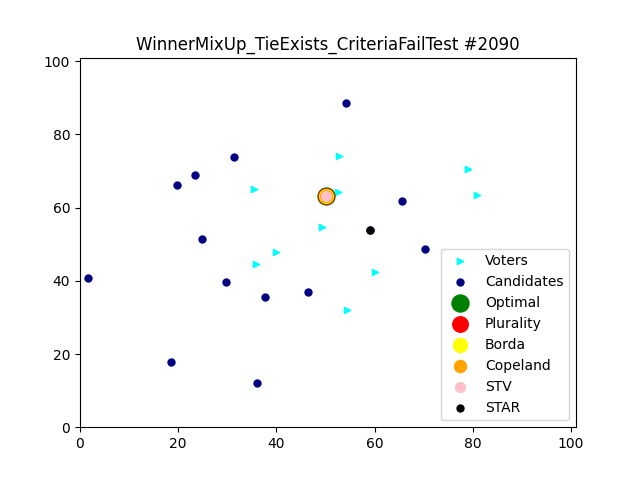 WinnerMixUp_TieExists_CriteriaFailTest #2090
100
80
60
40
20
0
0 20 40 60 80 100
Voters
Candidates
Optimal
Plurality
Borda
Copeland
STV
STAR